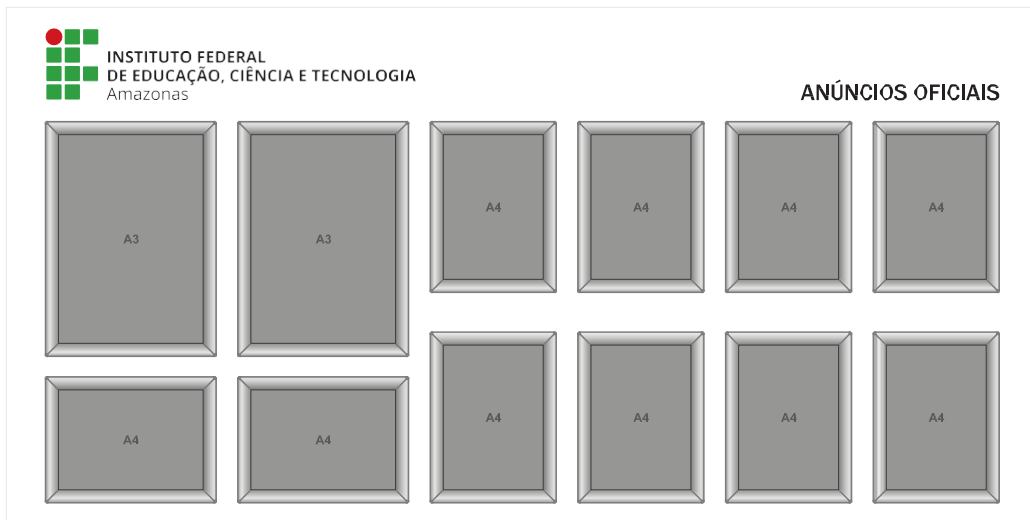 INSTITUTO FEDERAL
DE EDUCAÇÃO, CIÊNCIA E TECNOLOGIA
Amazonas
ANÚNCIOS OFICIAIS
A3
A3
A4
A4
A4
A4
A4
A4
A4
A4
A4
A4